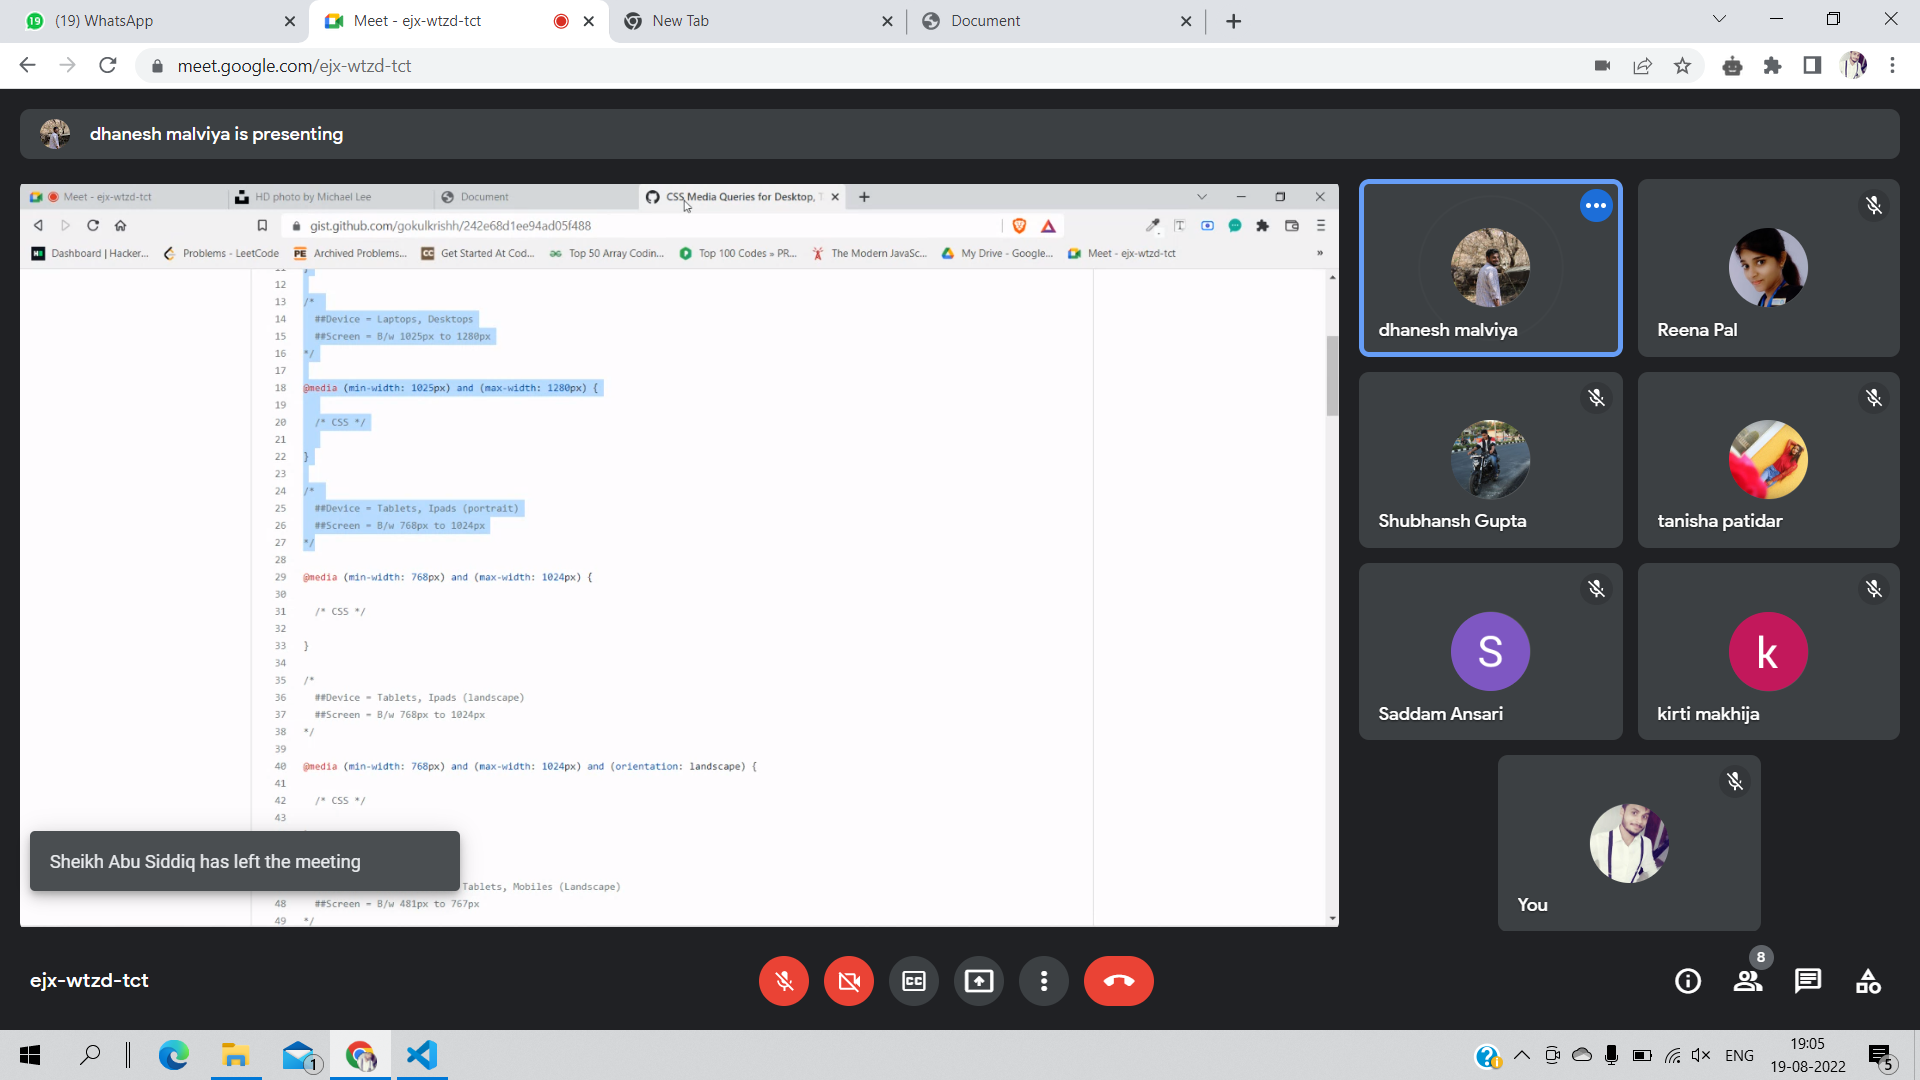 (19) WhatsApp
Meet - ejx-wtzd-tct
New Tab
Document
meet.google.com/ejx-wtzd-tct
dhanesh malviya is presenting
Meet - ejx-wtzd-tct
HD photo by Michael Lee
Document
CSS Media Queries for Desktop,
gist.github.com/gokulkrishh/242e68d1ee94ad05f488
Dashboard | Hacker...
Problems - LeetCode
Archived Problems...
Get Started At Cod...
Top 50 Array Codin...
Top 100 Codes » PR...
The Modern JavaSc...
My Drive - Google...
Meet - ejx-wtzd-tct
»
12
13 /*
14 ##Device = Laptops, Desktops
15 ##Screen = B/w 1025px to 1280px
16 */
17
18 @media (min-width: 1025px) and (max-width: 1280px) {
19
20 /* CSS */
21
22 }
23
24 /*
25 ##Device = Tablets, Ipads (portrait)
26 ##Screen = B/w 768px to 1024px
27 */
28
29 @media (min-width: 768px) and (max-width: 1024px) {
30
31 /* CSS */
32
33 }
34
35 /*
36 ##Device = Tablets, Ipads (landscape)
37 ##Screen = B/w 768px to 1024px
38 */
39
40 @media (min-width: 768px) and (max-width: 1024px) and (orientation: landscape) {
41
42 /* CSS */
43
Tablets, Mobiles (Landscape)
48 ##Screen = B/w 481px to 767px
49 */
Sheikh Abu Siddiq has left the meeting
dhanesh malviya
Reena Pal
Shubhansh Gupta
tanisha patidar
S
Saddam Ansari
k
kirti makhija
You
ejx-wtzd-tct
CC
8
1
ENG
19:05
19-08-2022
5